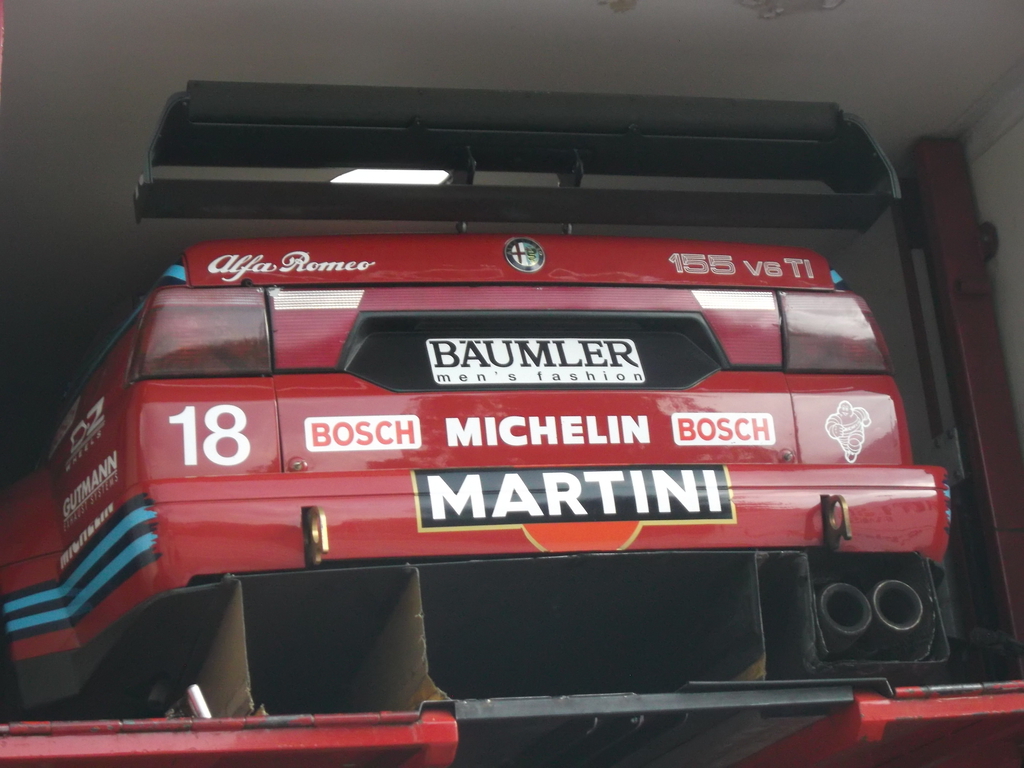 Alfa Romeo
155 V6 TI
BÄUMLER
men's fashion
18
BOSCH
MICHELIN
BOSCH
MARTINI
GUTMANN